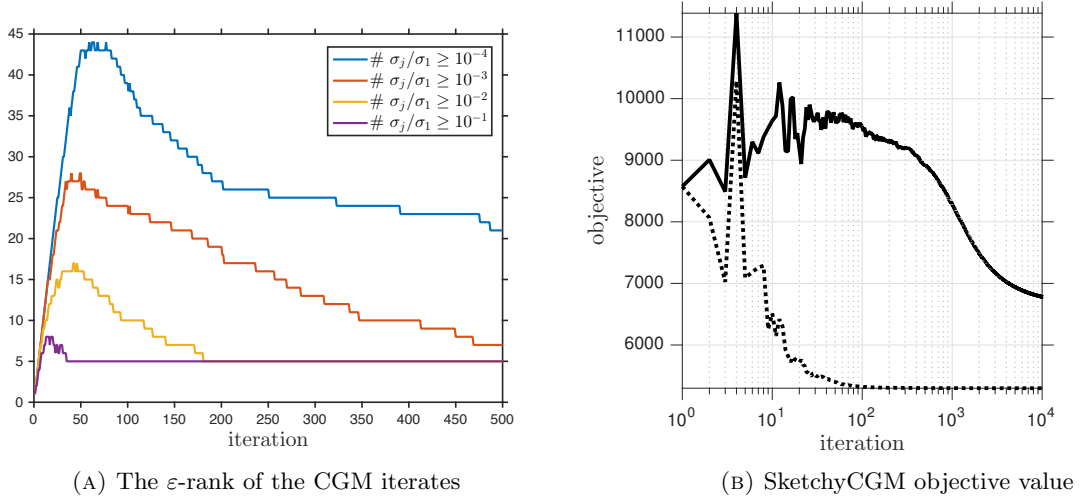 45
40
35
30
25
20
15
10
5
0
# σ_j/σ_1 ≥ 10^{-4}
# σ_j/σ_1 ≥ 10^{-3}
# σ_j/σ_1 ≥ 10^{-2}
# σ_j/σ_1 ≥ 10^{-1}
0 50 100 150 200 250 300 350 400 450 500
iteration
(A) The ε-rank of the CGM iterates
objective
11000
10000
9000
8000
7000
6000
10^0 10^1 10^2 10^3 10^4
iteration
(B) SketchyCGM objective value